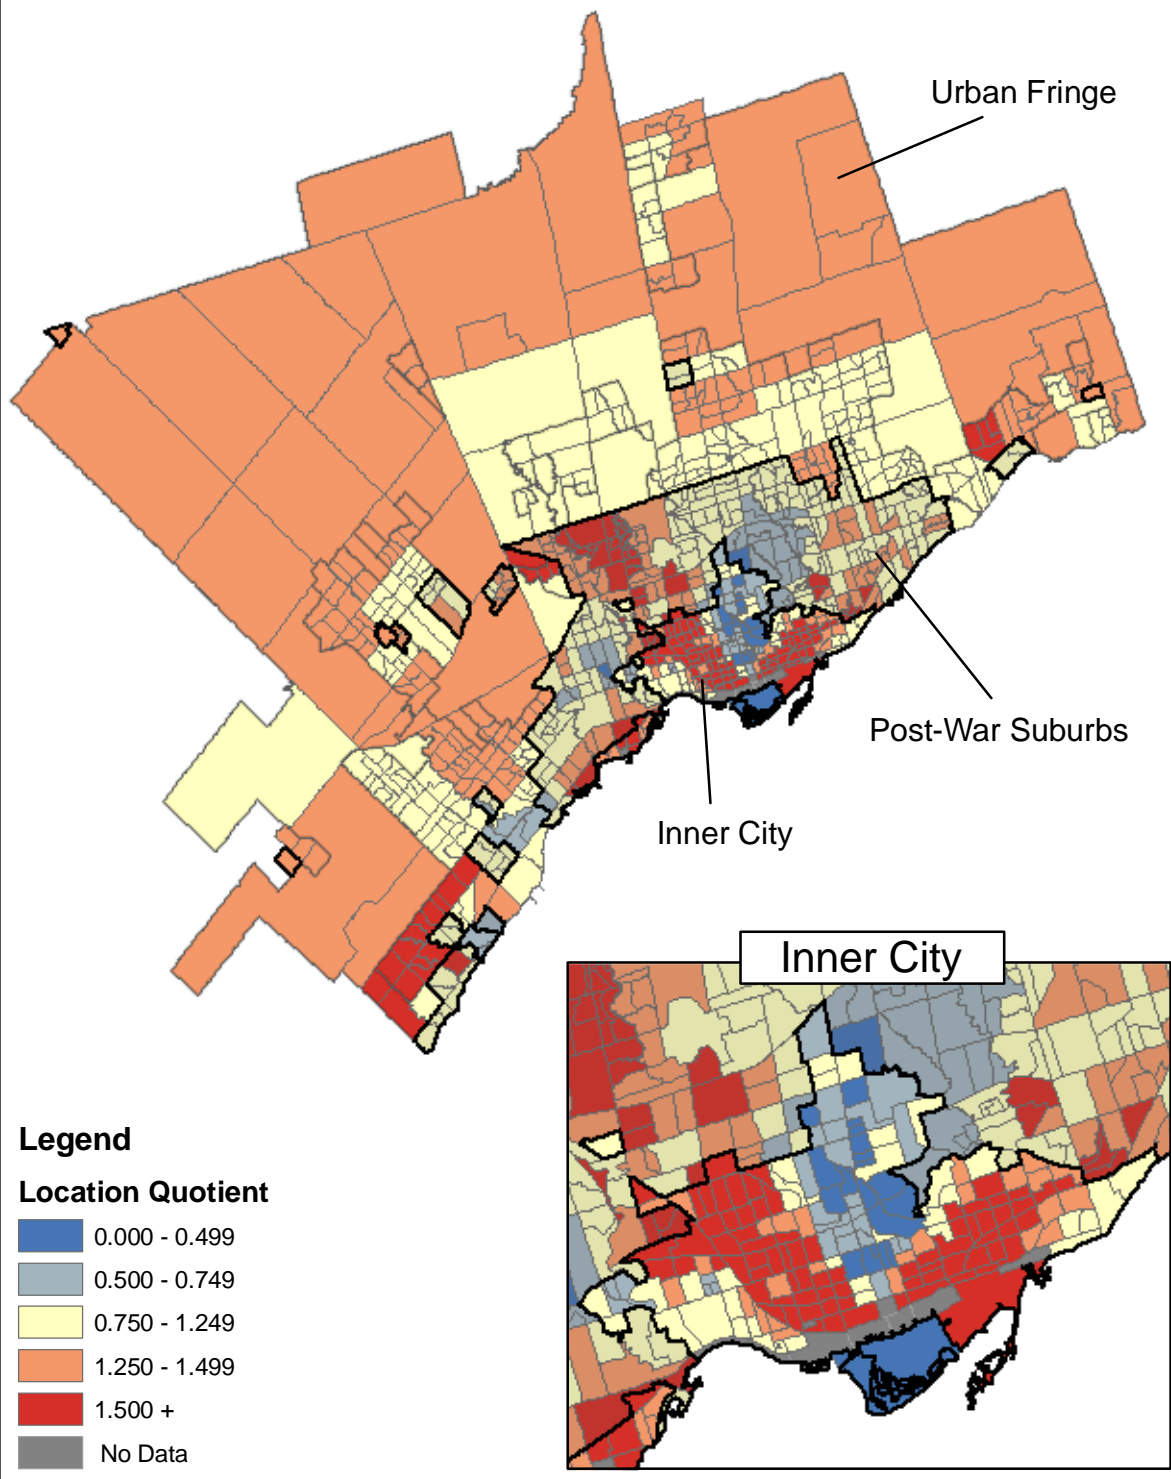 Urban Fringe
Post-War Suburbs
Inner City
Inner City
Legend
Location Quotient
0.000 - 0.499
0.500 - 0.749
0.750 - 1.249
1.250 - 1.499
1.500 +
No Data